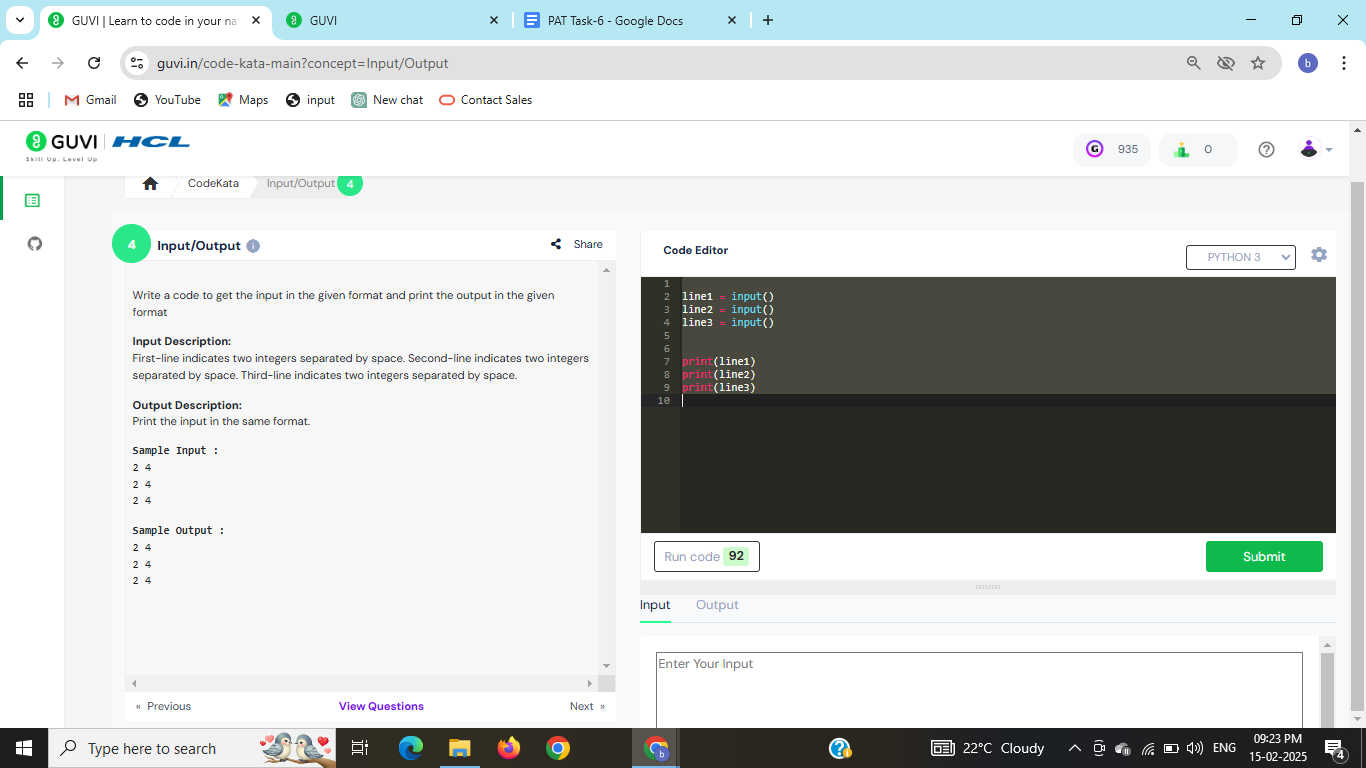 GUVI | Learn to code in your na
GUVI
PAT Task-6 - Google Docs
guvi.in/code-kata-main?concept=Input/Output
b
Gmail
YouTube
Maps
input
New chat
Contact Sales
GUVI
HCL
Skill Up. Level Up
G
935
0
CodeKata
Input/Output
4
4
Input/Output
i
Share
Write a code to get the input in the given format and print the output in the given
format
Input Description:
First-line indicates two integers separated by space. Second-line indicates two integers
separated by space. Third-line indicates two integers separated by space.
Output Description:
Print the input in the same format.
Sample Input :
2 4
2 4
2 4
Sample Output :
2 4
2 4
2 4
« Previous
View Questions
Next »
Code Editor
PYTHON 3
1
2 line1 = input()
3 line2 = input()
4 line3 = input()
5
6
7 print(line1)
8 print(line2)
9 print(line3)
10
Run code 92
Submit
Input
Output
Enter Your Input
Type here to search
b
22°C Cloudy
ENG
09:23 PM
15-02-2025
4